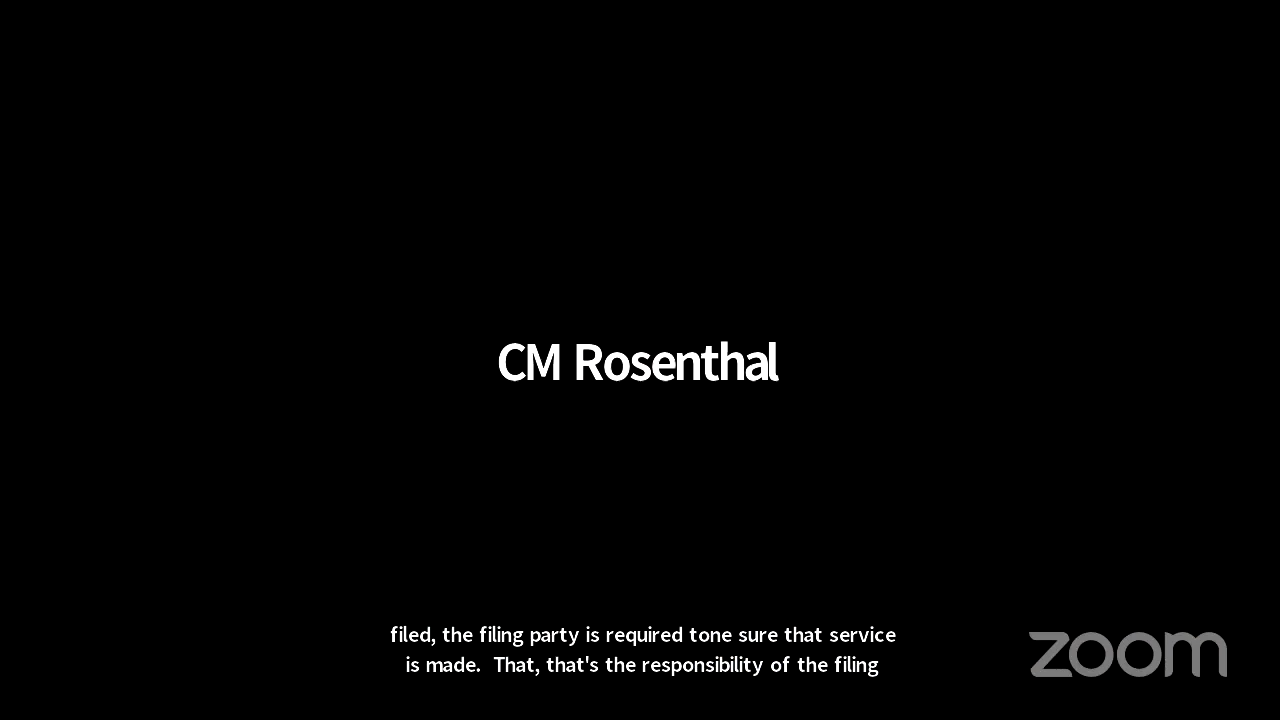 CM Rosenthal
filed, the filing party is required tone sure that service
is made.  That, that's the responsibility of the filing
zoom